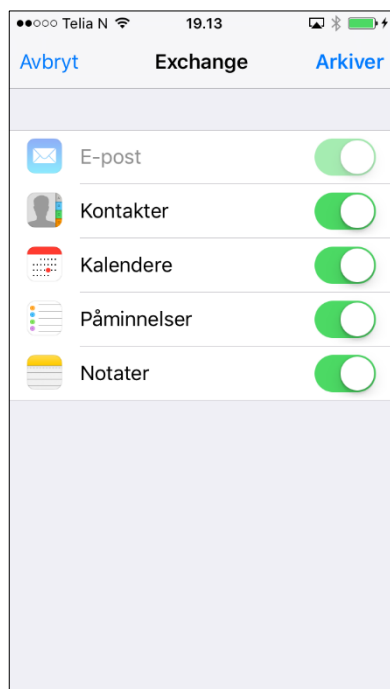 Telia N 19.13
Avbryt Exchange Arkiver
E-post
Kontakter
Kalendere
Påminnelser
Notater